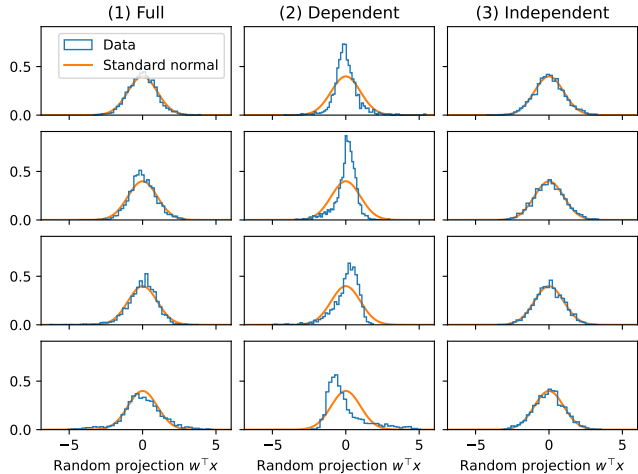 (1) Full (2) Dependent (3) Independent
Data
Standard normal
0.5
0.0
0.5
0.0
0.5
0.0
0.5
−5 0 5 −5 0 5 −5 0 5
Random projection w⊤x Random projection w⊤x Random projection w⊤x